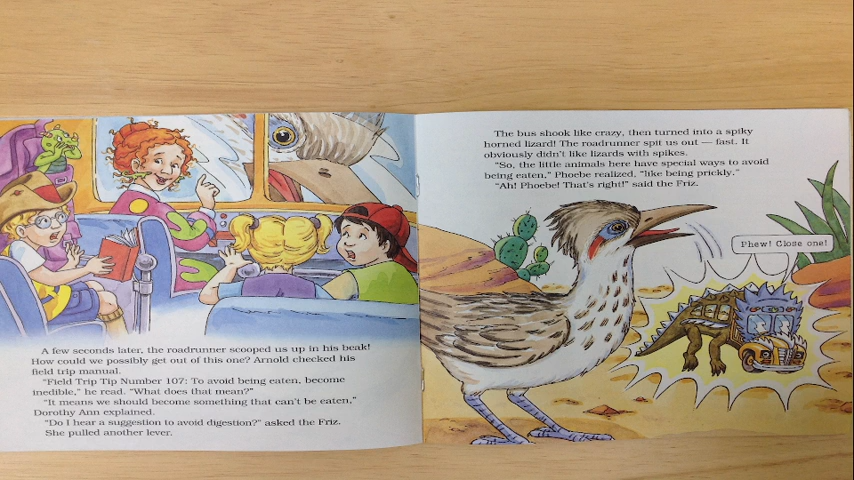 A few seconds later, the roadrunner scooped us up in his beak!
How could we possibly get out of this one? Arnold checked his
field trip manual.
"Field Trip Tip Number 107: To avoid being eaten, become
inedible," he read. "What does that mean?"
"It means we should become something that can't be eaten,"
Dorothy Ann explained.
"Do I hear a suggestion to avoid digestion?" asked the Friz.
She pulled another lever.
The bus shook like crazy, then turned into a spiky
horned lizard! The roadrunner spit us out — fast. It
obviously didn't like lizards with spikes.
"So, the little animals here have special ways to avoid
being eaten," Phoebe realized, "like being prickly."
"Ah! Phoebe! That's right!" said the Friz.
Phew! Close one!